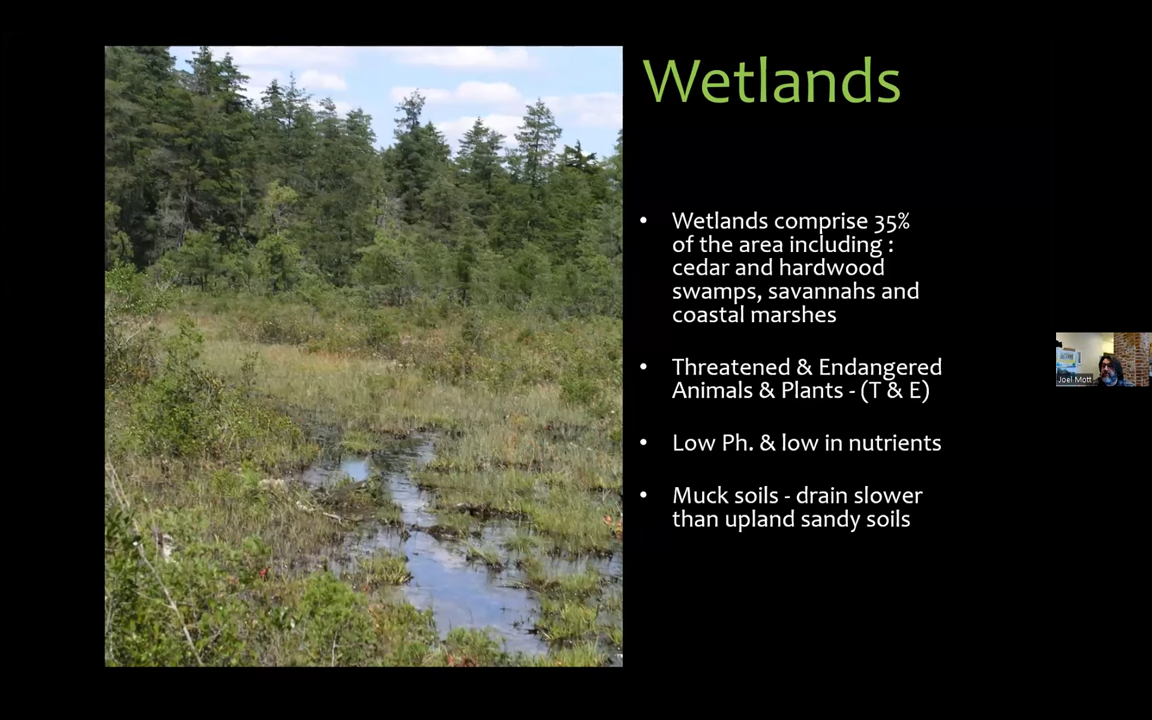 Wetlands
• Wetlands comprise 35%
of the area including :
cedar and hardwood
swamps, savannahs and
coastal marshes
• Threatened & Endangered
Animals & Plants - (T & E)
• Low Ph. & low in nutrients
• Muck soils - drain slower
than upland sandy soils
Joel Mott